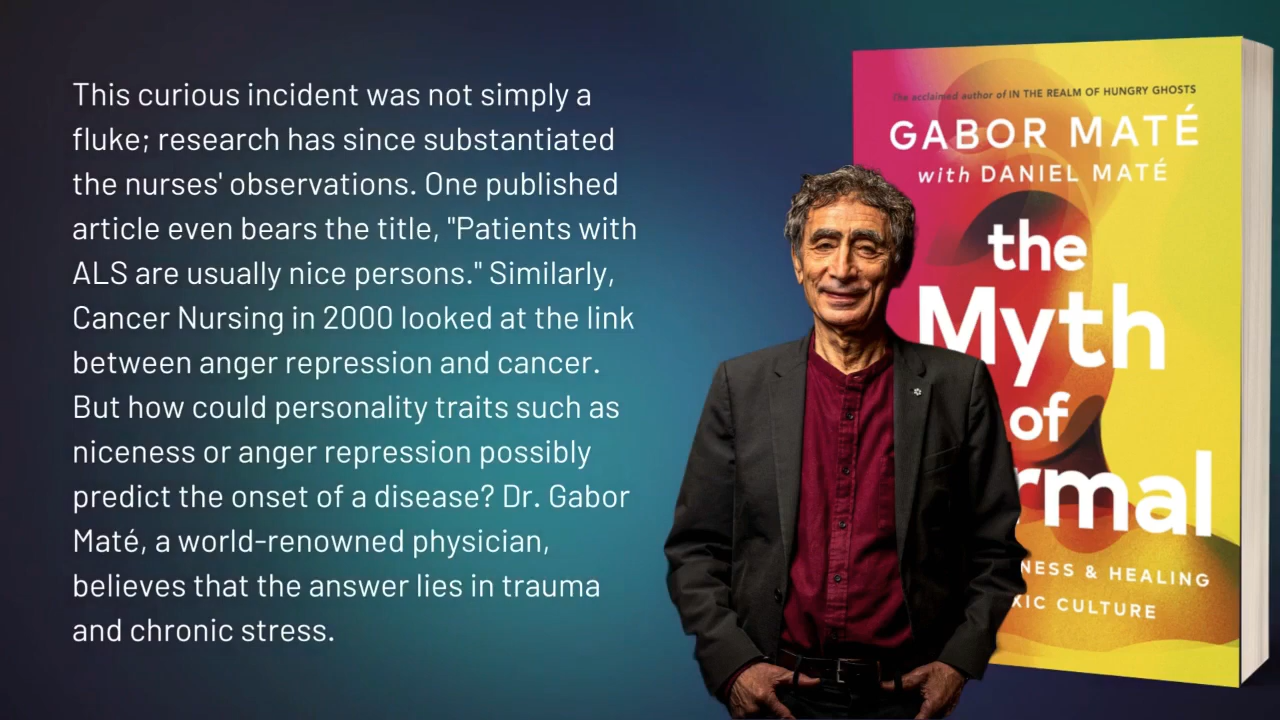 This curious incident was not simply a
fluke; research has since substantiated
the nurses' observations. One published
article even bears the title, "Patients with
ALS are usually nice persons." Similarly,
Cancer Nursing in 2000 looked at the link
between anger repression and cancer.
But how could personality traits such as
niceness or anger repression possibly
predict the onset of a disease? Dr. Gabor
Maté, a world-renowned physician,
believes that the answer lies in trauma
and chronic stress.
The acclaimed author of IN THE REALM OF HUNGRY GHOSTS
GABOR MATÉ
with DANIEL MATÉ
the
Myth
of
rmal
NESS & HEALING
XIC CULTURE